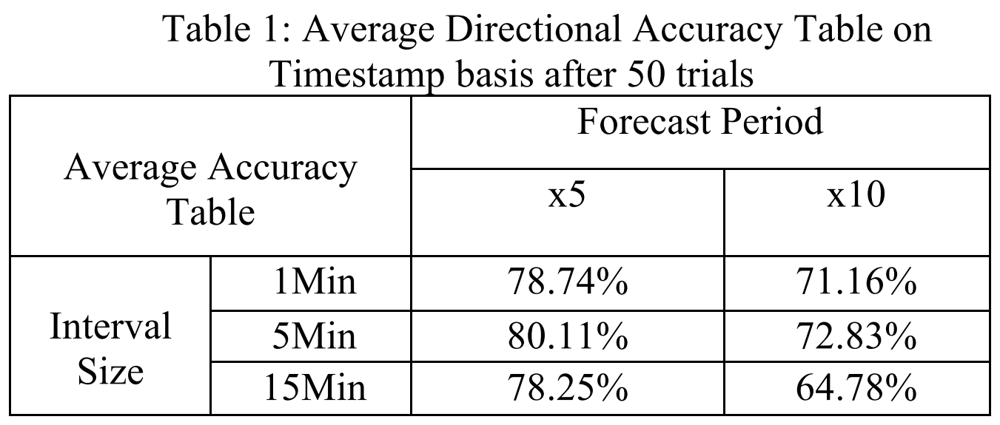 Table 1: Average Directional Accuracy Table on
Timestamp basis after 50 trials
Average Accuracy
Table
Forecast Period
x5
x10
Interval
Size
1Min
78.74%
71.16%
5Min
80.11%
72.83%
15Min
78.25%
64.78%